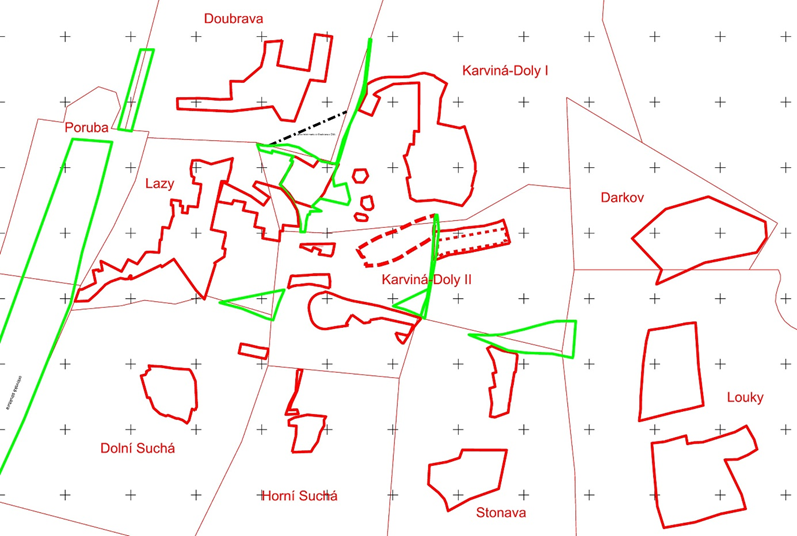 Doubrava
Karviná-Doly I
Poruba
Lazy
Darkov
Karviná-Doly II
Louky
Dolní Suchá
Horní Suchá
Stonava